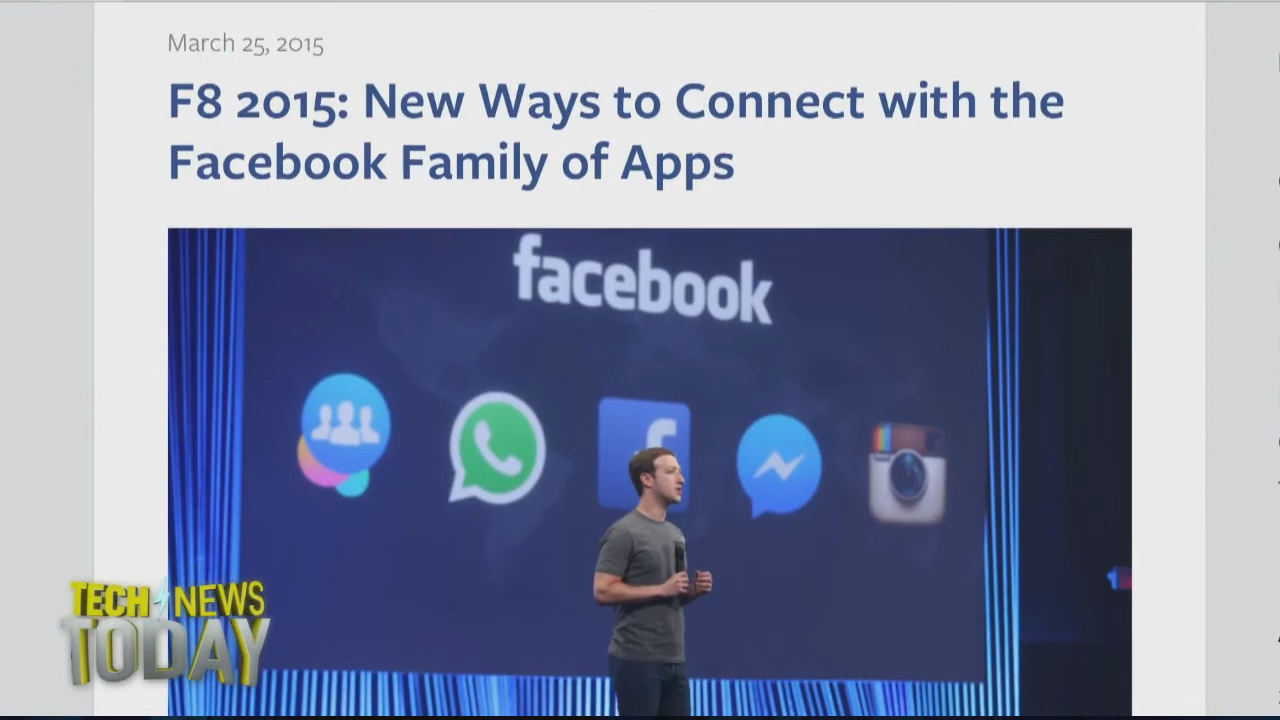 March 25, 2015
F8 2015: New Ways to Connect with the
Facebook Family of Apps
facebook
f
TECH NEWS
TODAY